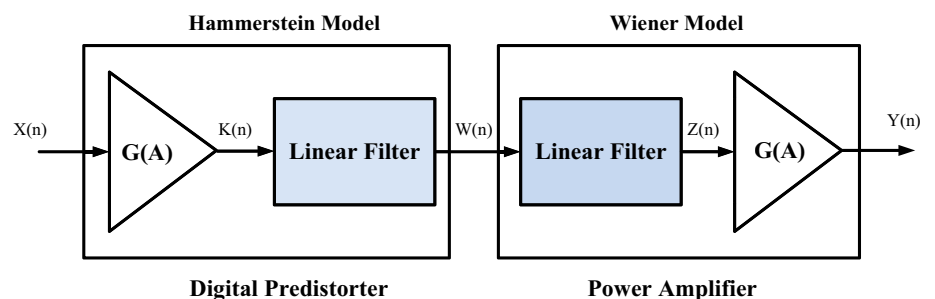 Hammerstein Model
Wiener Model
X(n)
G(A)
K(n)
Linear Filter
W(n)
Linear Filter
Z(n)
G(A)
Y(n)
Digital Predistorter
Power Amplifier